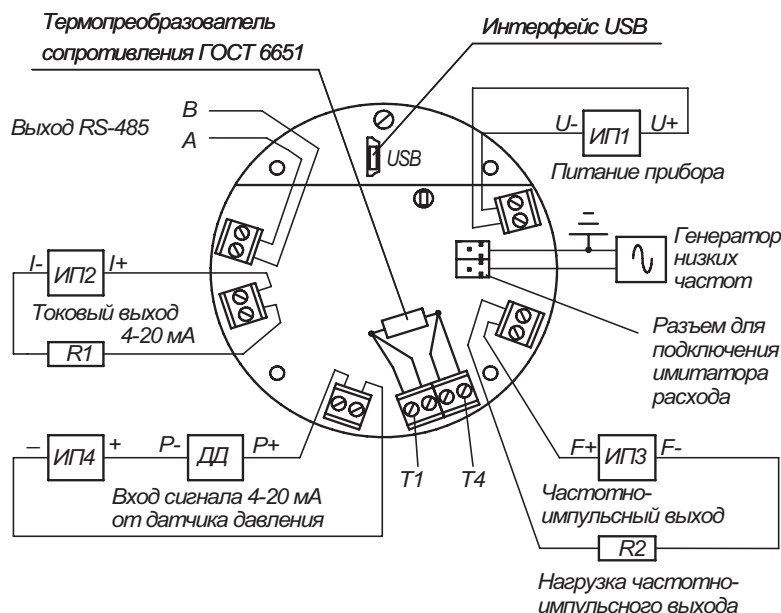 Термопреобразователь
сопротивления ГОСТ 6651
Интерфейс USB
Выход RS-485
B
A
USB
U-
ИП1
U+
Питание прибора
I-
ИП2
I+
Токовый выход
4-20 мА
R1
Генератор
низких
частот
Разъем для
подключения
имитатора
расхода
–
ИП4
+
P-
ДД
P+
Вход сигнала 4-20 мА
от датчика давления
T1
T4
F+
ИП3
F-
Частотно-
импульсный выход
R2
Нагрузка частотно-
импульсного выхода